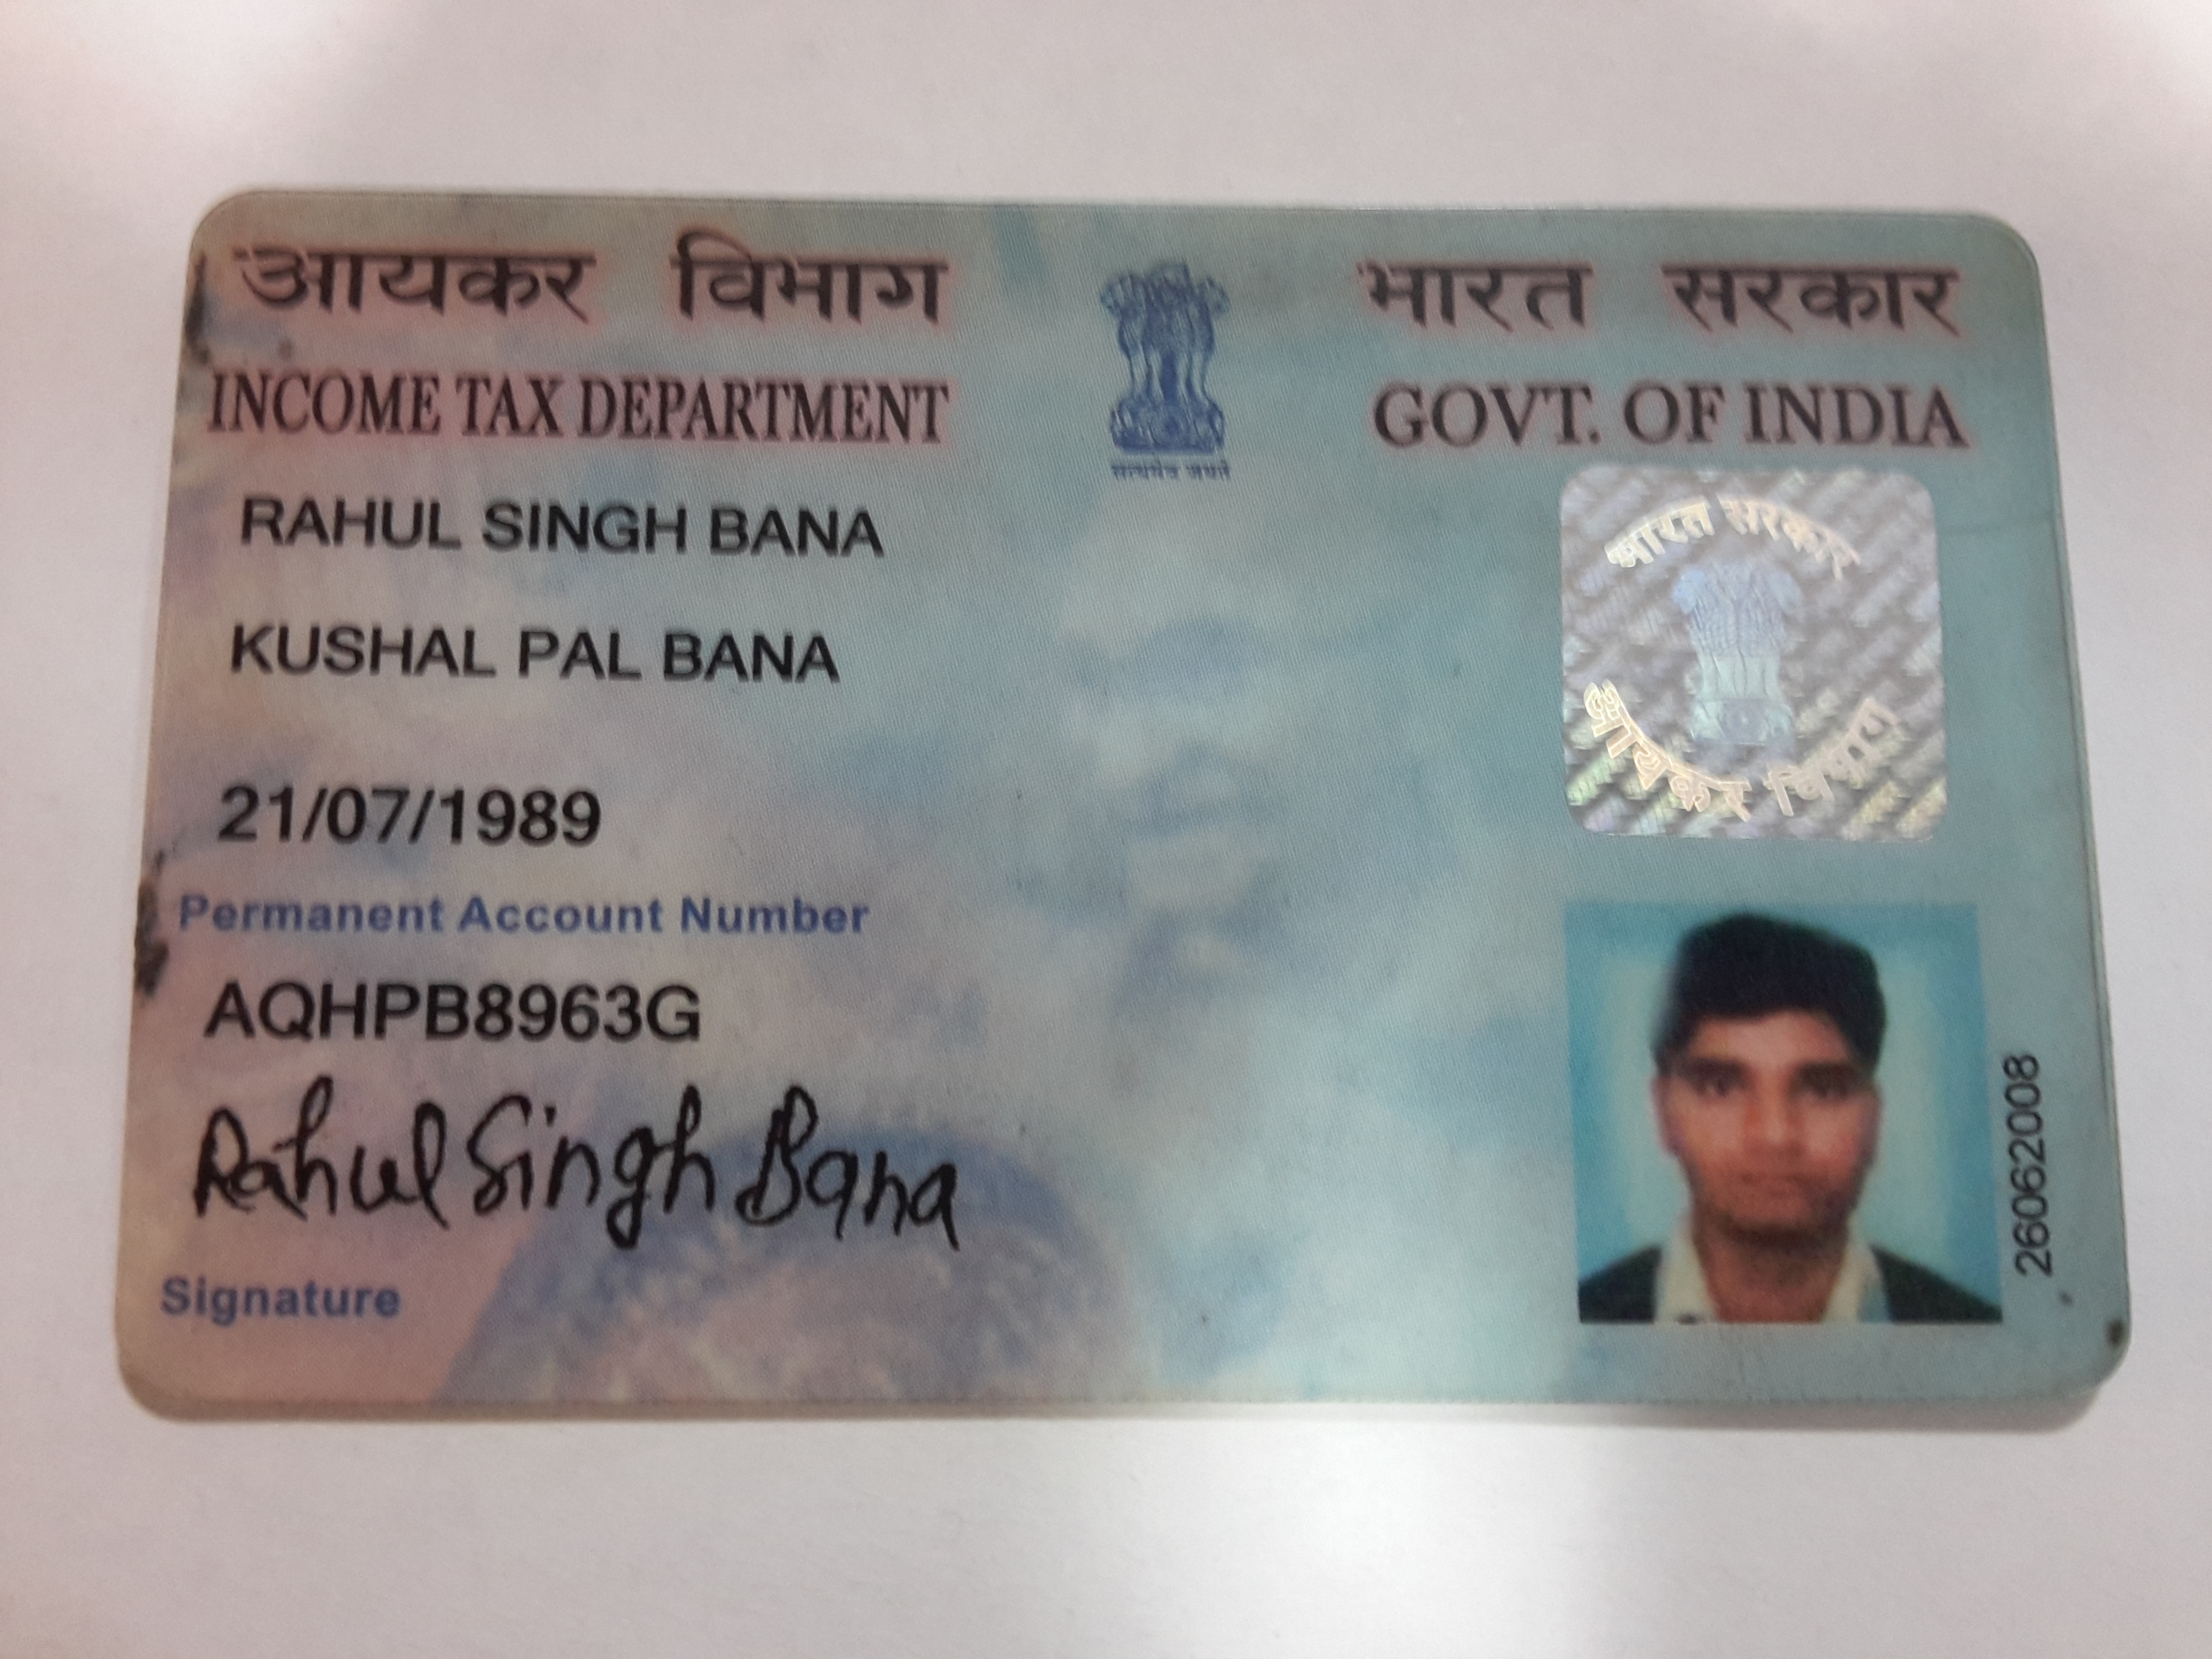 आयकर विभाग
भारत सरकार
INCOME TAX DEPARTMENT
GOVT. OF INDIA
सत्यमेव जयते
RAHUL SINGH BANA
भारत सरकार
आयकर विभाग
KUSHAL PAL BANA
21/07/1989
Permanent Account Number
AQHPB8963G
Rahul Singh Bana
Signature
26062008